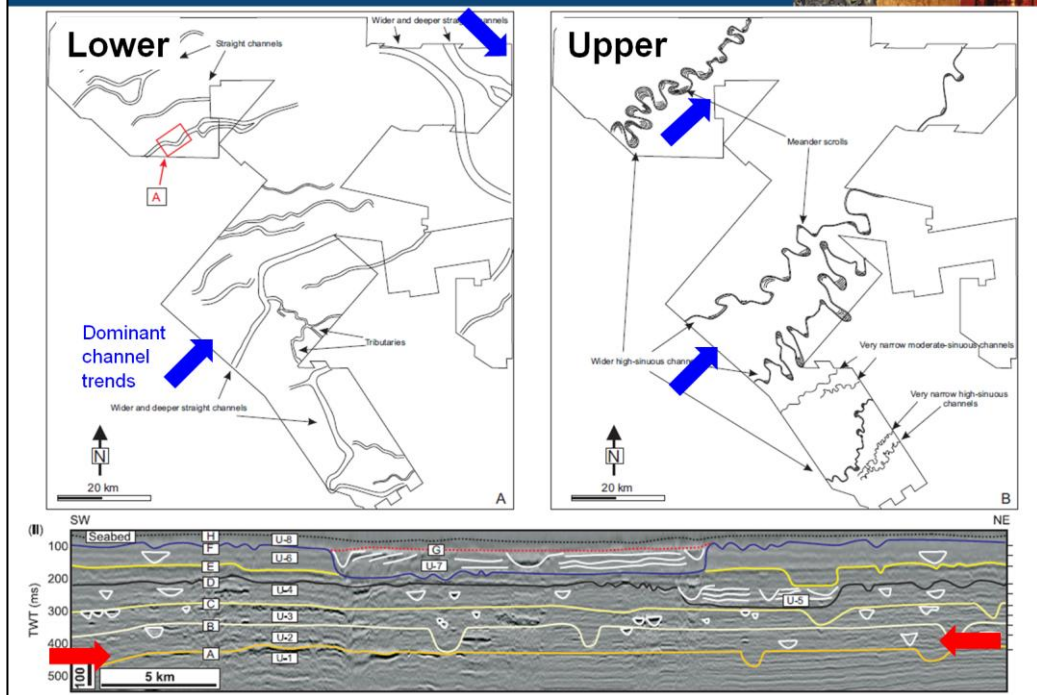 Lower
Straight channels
Wider and deeper straight channels
A
Dominant
channel
trends
Tributaries
Wider and deeper straight channels
N
20 km
A
Upper
Meander scrolls
Wider high-sinuous
Very narrow moderate-sinuous channels
Very narrow high-sinuous
channels
N
20 km
B
(II)
SW
NE
Seabed
H
U-8
F
G
U-6
U-7
E
D
U-4
U-5
C
U-3
B
U-2
A
U-1
TWT (ms)
100
200
300
400
500
100
5 km